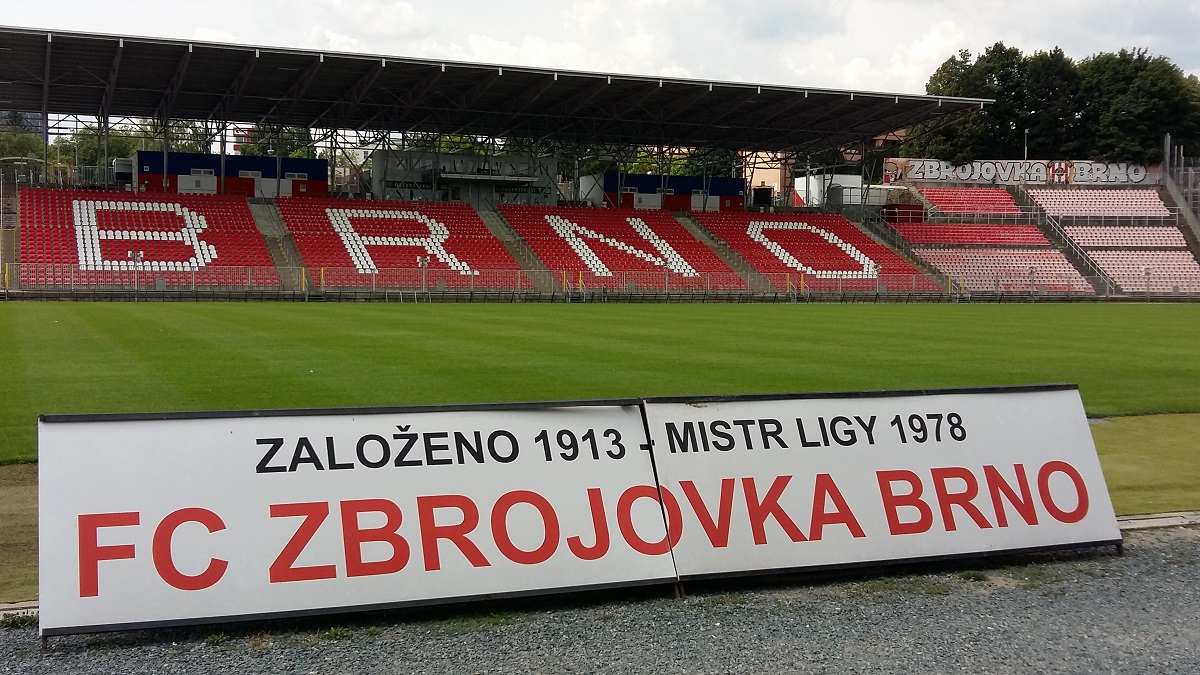 BRNO
ZBROJOVKA BRNO
ZALOŽENO 1913 - MISTR LIGY 1978
FC ZBROJOVKA BRNO